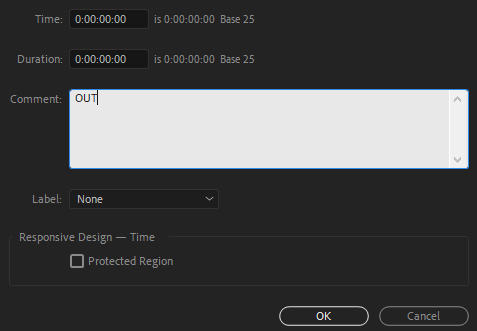 Time: 0:00:00:00 is 0:00:00:00 Base 25
Duration: 0:00:00:00 is 0:00:00:00 Base 25
Comment: OUT
Label: None
Responsive Design — Time
Protected Region
OK Cancel